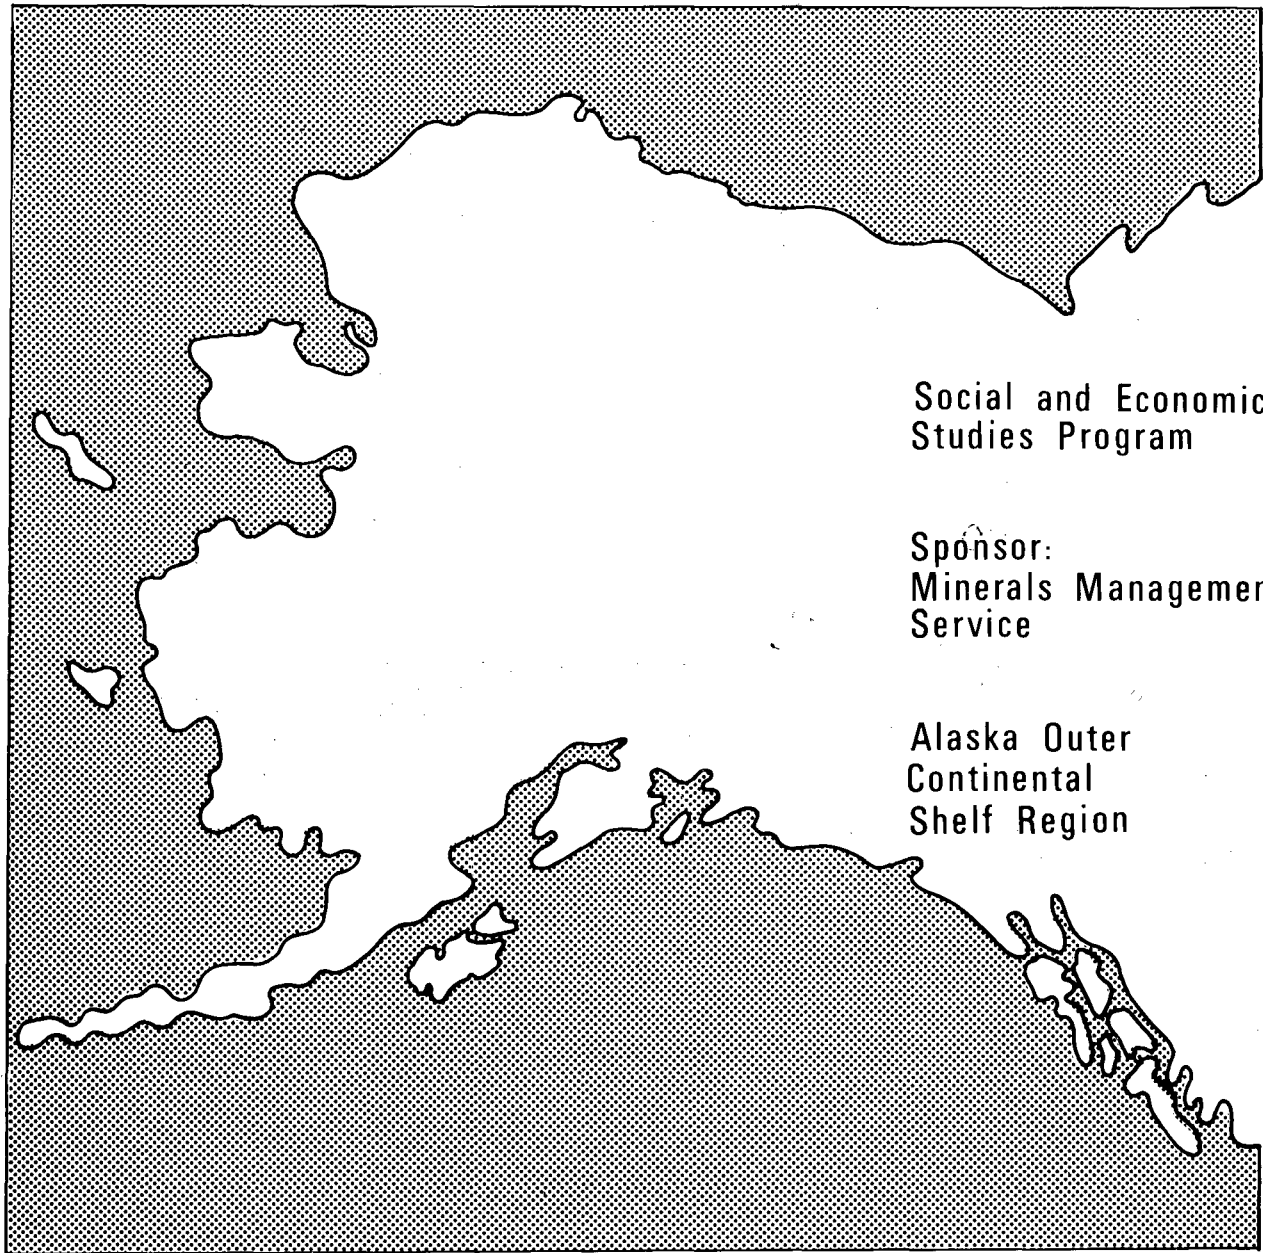 Social and Economic
Studies Program
Sponsor:
Minerals Managemen
Service
Alaska Outer
Continental
Shelf Region